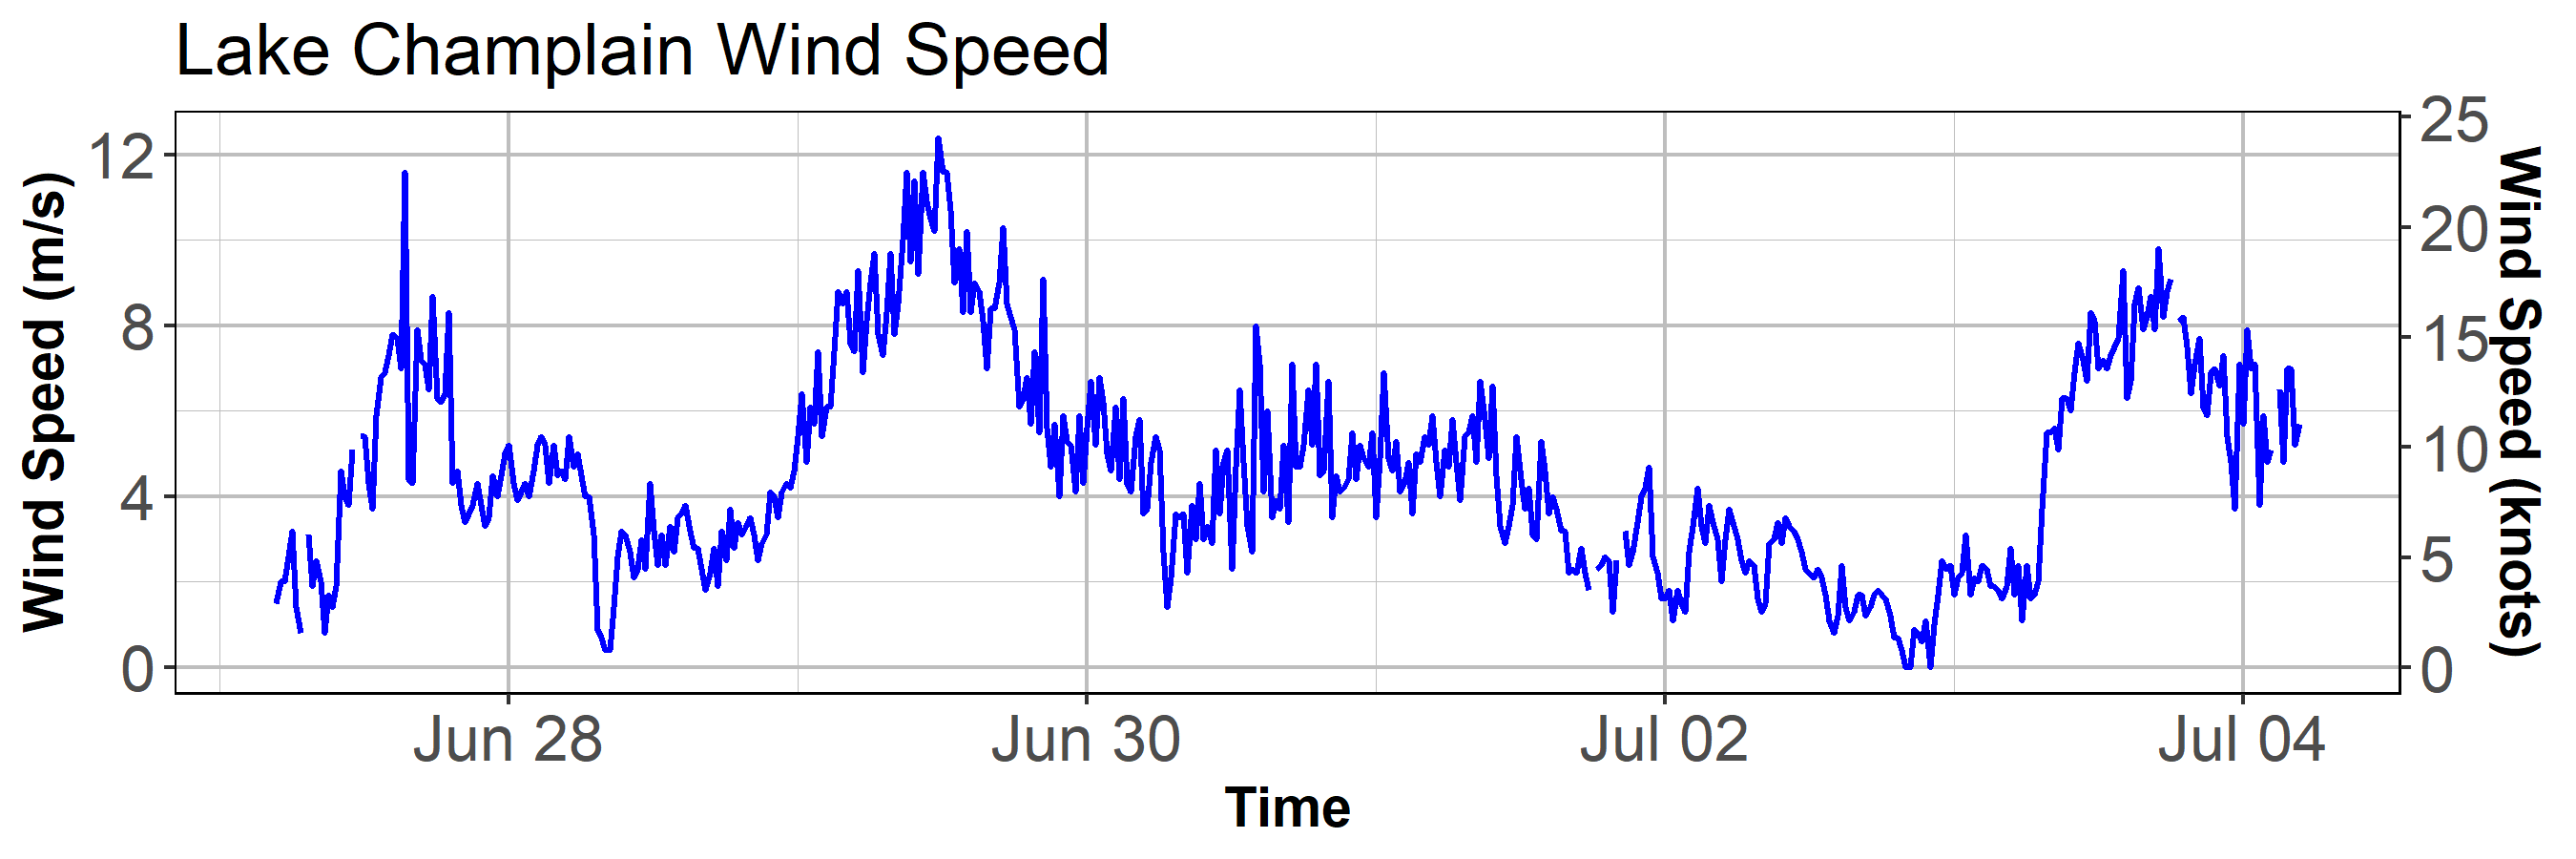 Lake Champlain Wind Speed
Wind Speed (m/s)
12
8
4
0
25
20
15
10
5
0
Wind Speed (knots)
Jun 28
Jun 30
Jul 02
Jul 04
Time